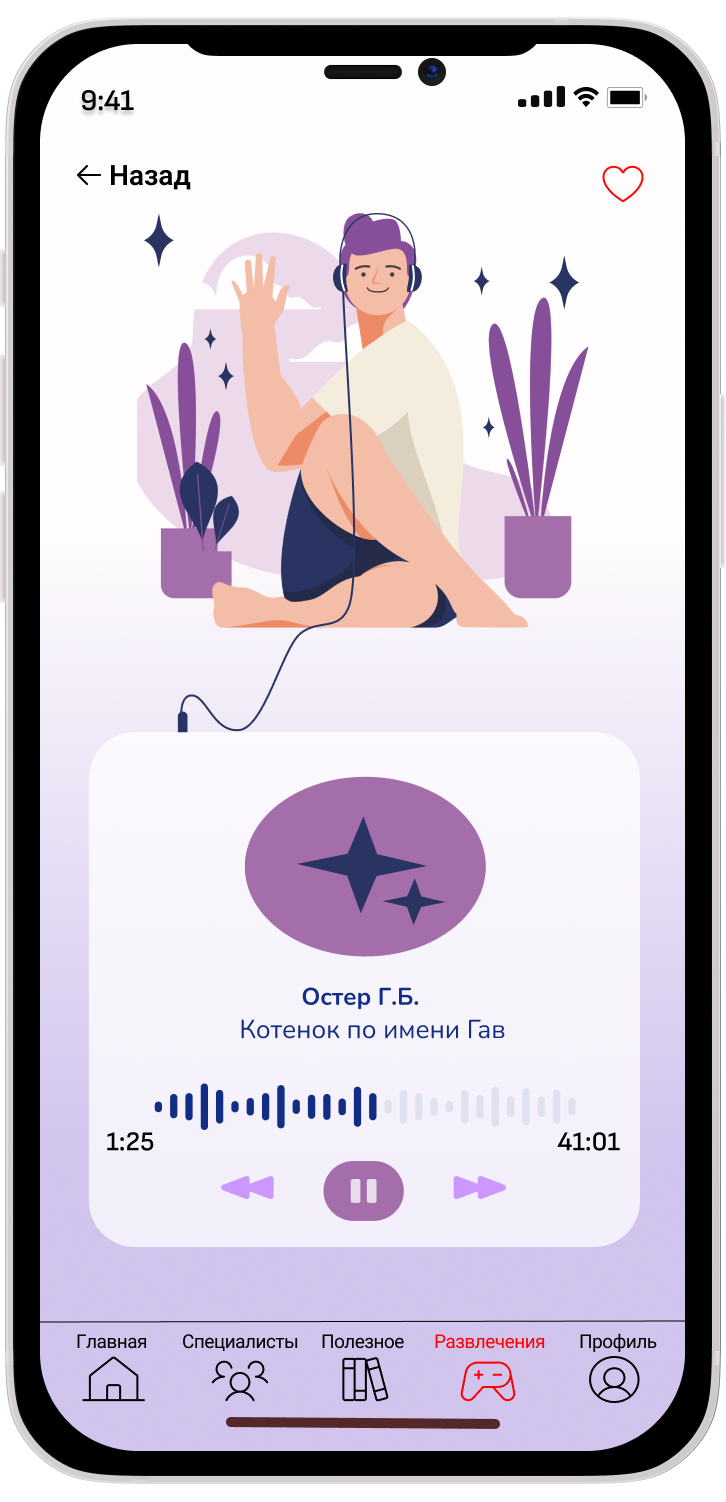 9:41
Назад
Остер Г.Б.
Котенок по имени Гав
1:25
41:01
Главная
Специалисты
Полезное
Развлечения
Профиль